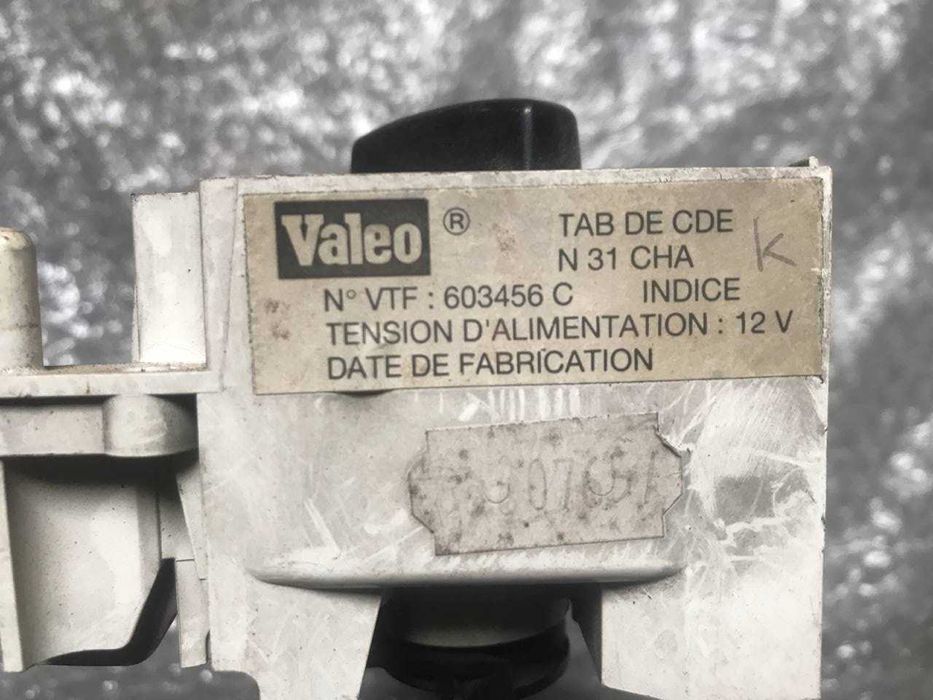 Valeo ® TAB DE CDE
N 31 CHA K
N° VTF : 603456 C INDICE
TENSION D'ALIMENTATION : 12 V
DATE DE FABRICATION